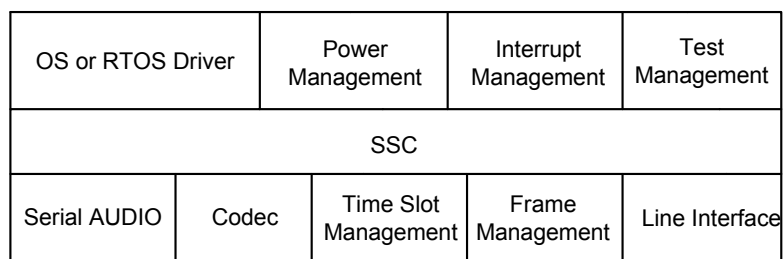 OS or RTOS Driver
Power
Management
Interrupt
Management
Test
Management
SSC
Serial AUDIO
Codec
Time Slot
Management
Frame
Management
Line Interface